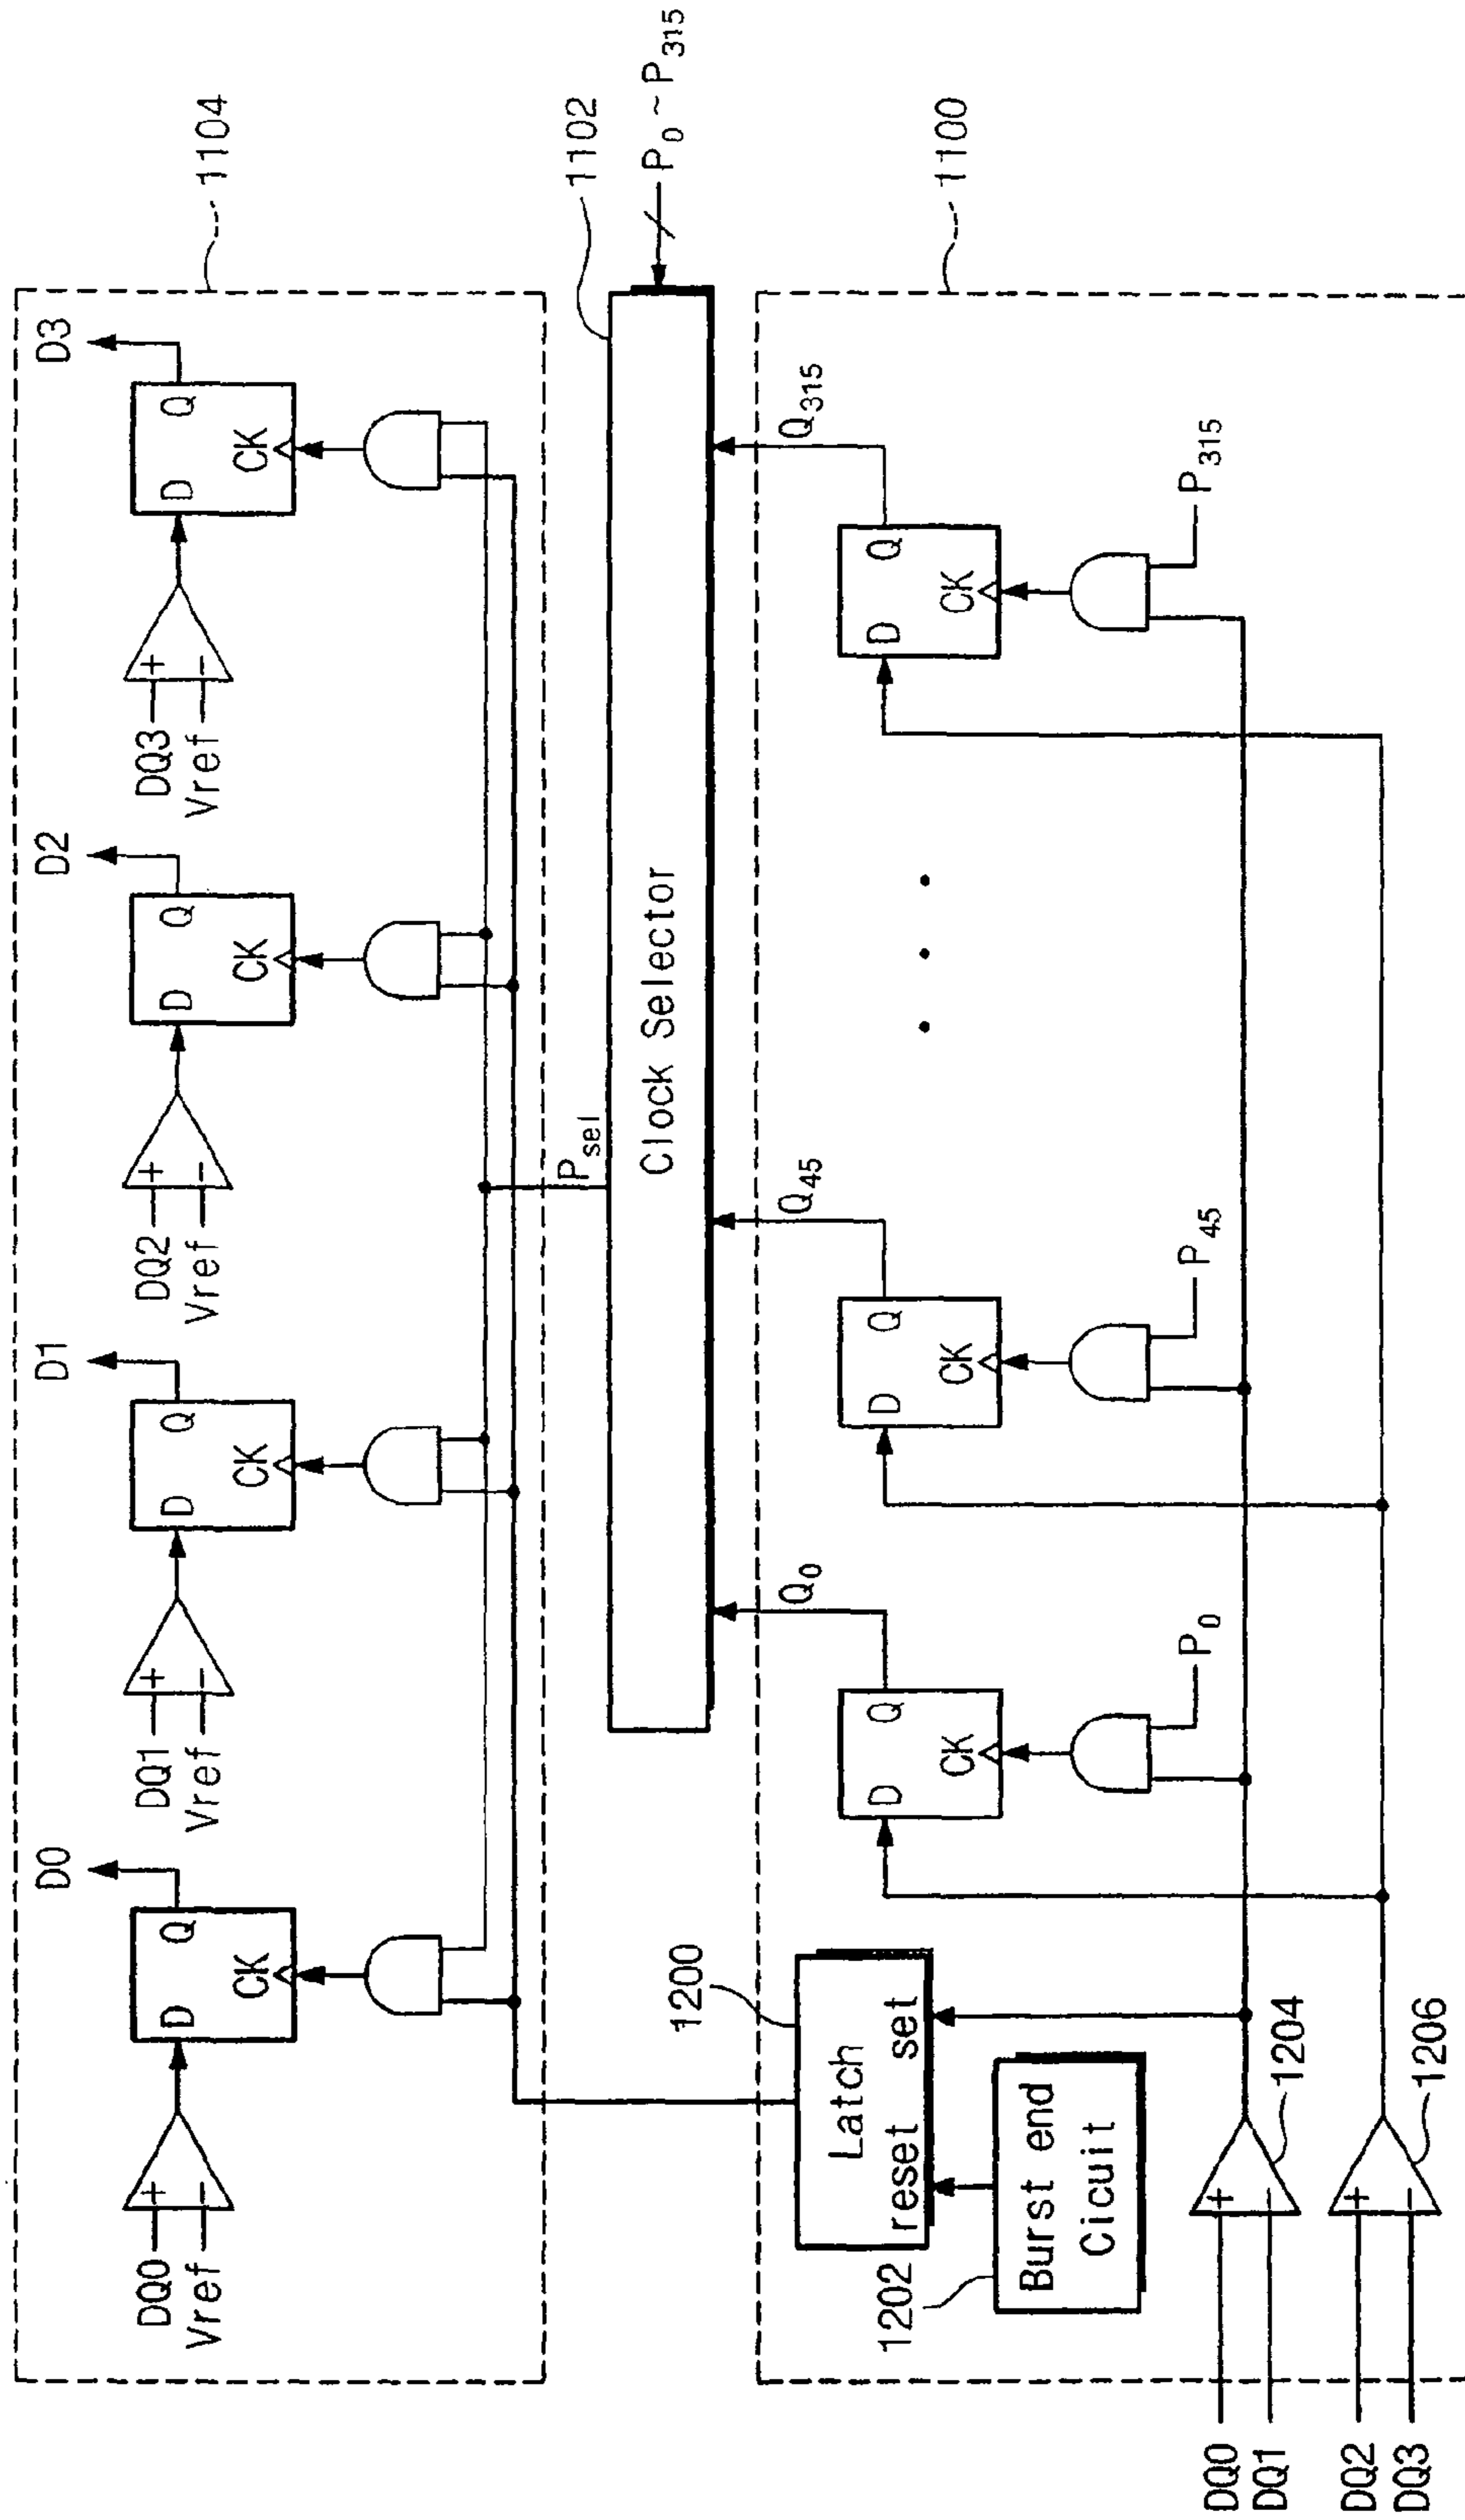 1104
D0
D1
D2
D3
D Q
CK
D Q
CK
D Q
CK
D Q
CK
DQ0
+
Vref
−
DQ1
+
Vref
−
DQ2
+
Vref
−
DQ3
+
Vref
−
Psel
1102
Clock Selector
P0 ~ P315
1100
Q0
Q45
Q315
1200
Latch
reset set
1202
Burst end
Cicuit
D Q
CK
D Q
CK
D Q
CK
. . .
P0
P45
P315
DQ0
+
DQ1
−
1204
DQ2
+
DQ3
−
1206